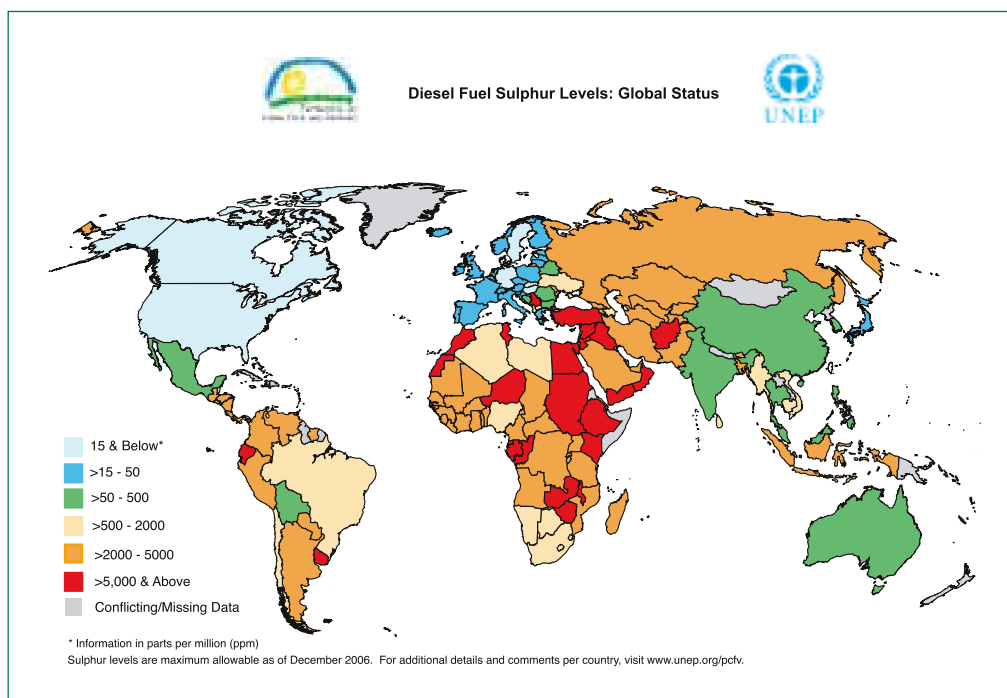 Diesel Fuel Sulphur Levels: Global Status
UNEP
15 & Below*
>15 - 50
>50 - 500
>500 - 2000
>2000 - 5000
>5,000 & Above
Conflicting/Missing Data
* Information in parts per million (ppm)
Sulphur levels are maximum allowable as of December 2006. For additional details and comments per country, visit www.unep.org/pcfv.